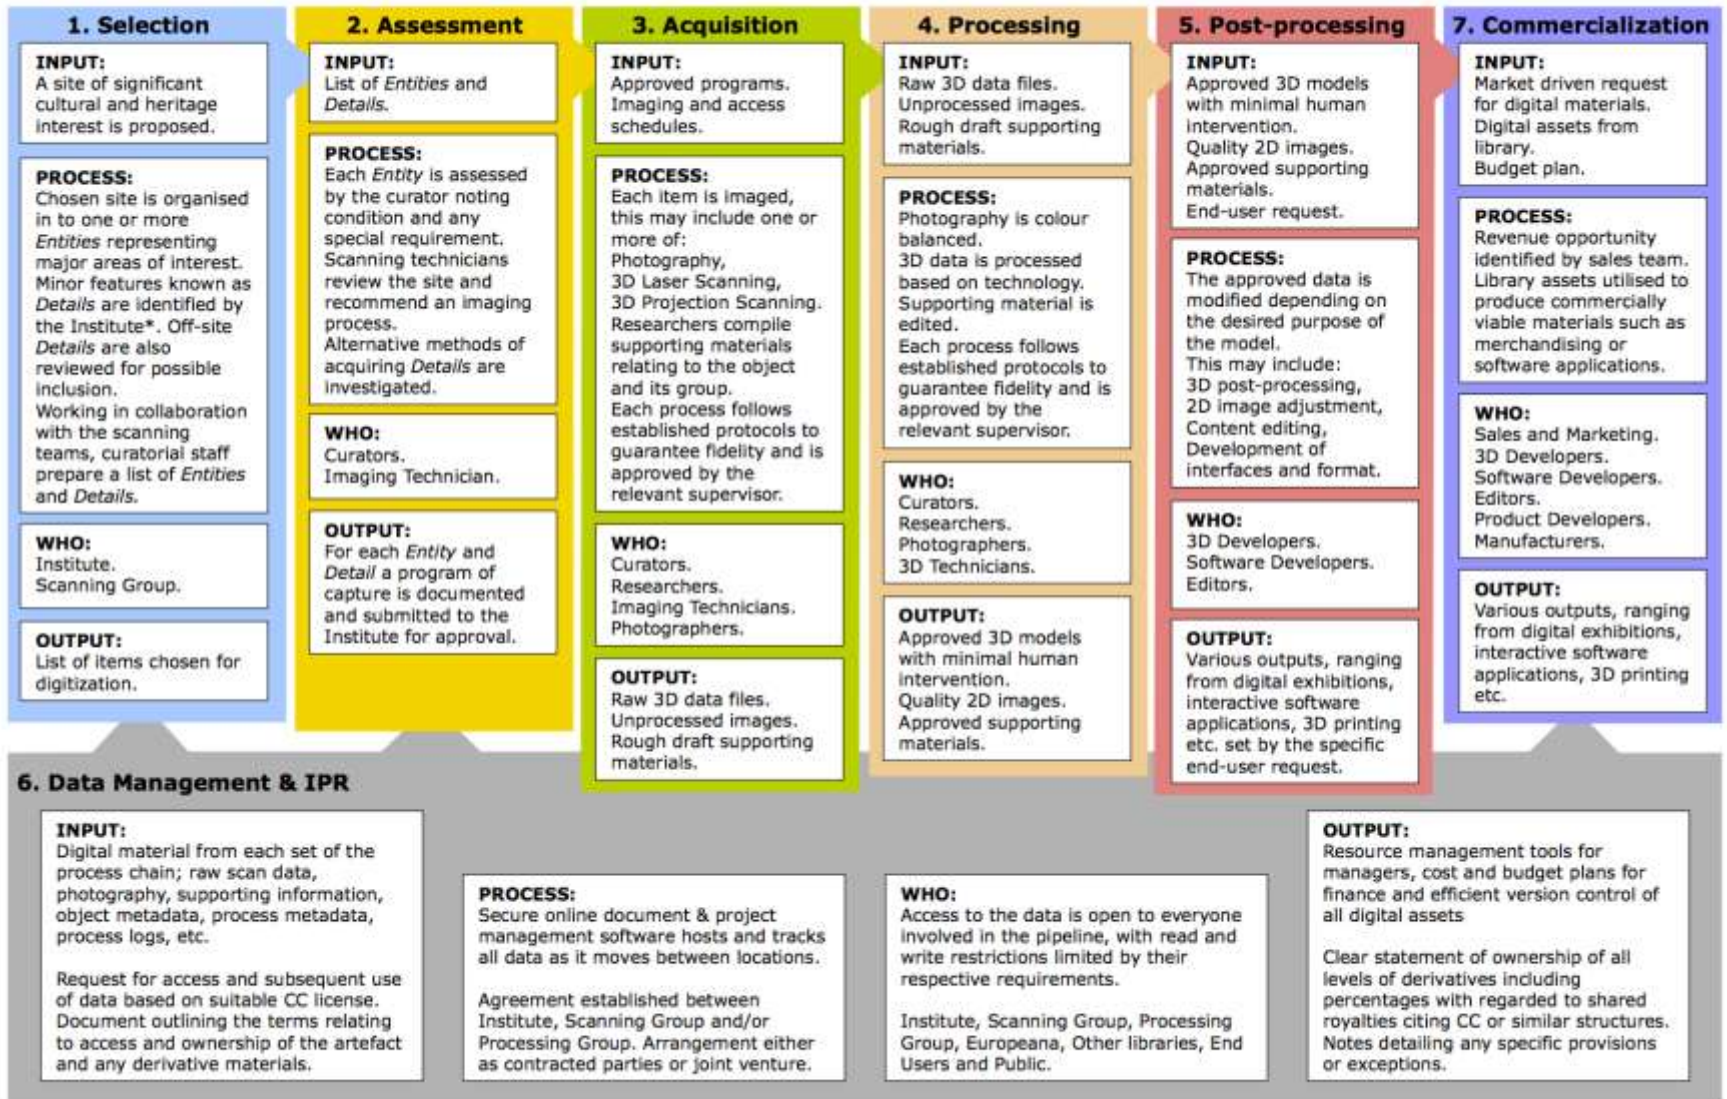 1. Selection
INPUT:
A site of significant
cultural and heritage
interest is proposed.
PROCESS:
Chosen site is organised
in to one or more
Entities representing
major areas of interest.
Minor features known as
Details are identified by
the Institute*. Off-site
Details are also
reviewed for possible
inclusion.
Working in collaboration
with the scanning
teams, curatorial staff
prepare a list of Entities
and Details.
WHO:
Institute.
Scanning Group.
OUTPUT:
List of items chosen for
digitization.
2. Assessment
INPUT:
List of Entities and
Details.
PROCESS:
Each Entity is assessed
by the curator noting
condition and any
special requirement.
Scanning technicians
review the site and
recommend an imaging
process.
Alternative methods of
acquiring Details are
investigated.
WHO:
Curators.
Imaging Technician.
OUTPUT:
For each Entity and
Detail a program of
capture is documented
and submitted to the
Institute for approval.
3. Acquisition
INPUT:
Approved programs.
Imaging and access
schedules.
PROCESS:
Each item is imaged,
this may include one or
more of:
Photography,
3D Laser Scanning,
3D Projection Scanning.
Researchers compile
supporting materials
relating to the object
and its group.
Each process follows
established protocols to
guarantee fidelity and is
approved by the
relevant supervisor.
WHO:
Curators.
Researchers.
Imaging Technicians.
Photographers.
OUTPUT:
Raw 3D data files.
Unprocessed images.
Rough draft supporting
materials.
4. Processing
INPUT:
Raw 3D data files.
Unprocessed images.
Rough draft supporting
materials.
PROCESS:
Photography is colour
balanced.
3D data is processed
based on technology.
Supporting material is
edited.
Each process follows
established protocols to
guarantee fidelity and is
approved by the
relevant supervisor.
WHO:
Curators.
Researchers.
Photographers.
3D Technicians.
OUTPUT:
Approved 3D models
with minimal human
intervention.
Quality 2D images.
Approved supporting
materials.
5. Post-processing
INPUT:
Approved 3D models
with minimal human
intervention.
Quality 2D images.
Approved supporting
materials.
End-user request.
PROCESS:
The approved data is
modified depending on
the desired purpose of
the model.
This may include:
3D post-processing,
2D image adjustment,
Content editing,
Development of
interfaces and format.
WHO:
3D Developers.
Software Developers.
Editors.
OUTPUT:
Various outputs, ranging
from digital exhibitions,
interactive software
applications, 3D printing
etc. set by the specific
end-user request.
7. Commercialization
INPUT:
Market driven request
for digital materials.
Digital assets from
library.
Budget plan.
PROCESS:
Revenue opportunity
identified by sales team.
Library assets utilised to
produce commercially
viable materials such as
merchandising or
software applications.
WHO:
Sales and Marketing.
3D Developers.
Software Developers.
Editors.
Product Developers.
Manufacturers.
OUTPUT:
Various outputs, ranging
from digital exhibitions,
interactive software
applications, 3D printing
etc.
6. Data Management & IPR
INPUT:
Digital material from each set of the
process chain; raw scan data,
photography, supporting information,
object metadata, process metadata,
process logs, etc.
Request for access and subsequent use
of data based on suitable CC license.
Document outlining the terms relating
to access and ownership of the artefact
and any derivative materials.
PROCESS:
Secure online document & project
management software hosts and tracks
all data as it moves between locations.
Agreement established between
Institute, Scanning Group and/or
Processing Group. Arrangement either
as contracted parties or joint venture.
WHO:
Access to the data is open to everyone
involved in the pipeline, with read and
write restrictions limited by their
respective requirements.
Institute, Scanning Group, Processing
Group, Europeana, Other libraries, End
Users and Public.
OUTPUT:
Resource management tools for
managers, cost and budget plans for
finance and efficient version control of
all digital assets
Clear statement of ownership of all
levels of derivatives including
percentages with regarded to shared
royalties citing CC or similar structures.
Notes detailing any specific provisions
or exceptions.